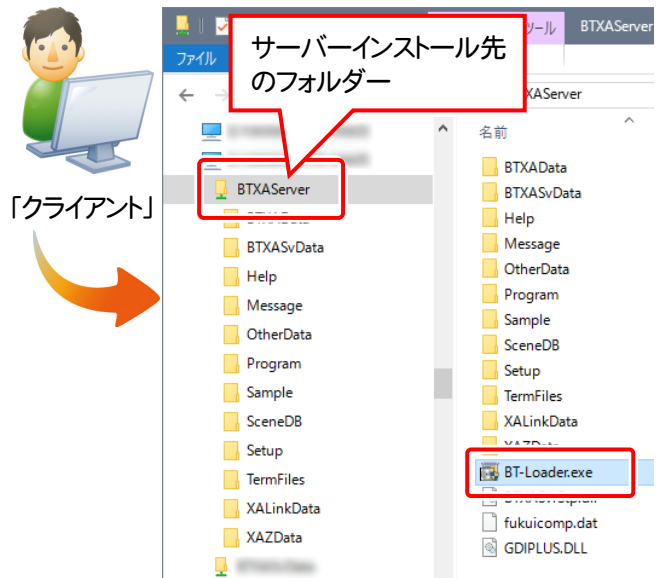 ール
BTXAServer
ファイル
サーバーインストール先
のフォルダー
XAServer
「クライアント」
BTXAServer
BTXASvData
Help
Message
OtherData
Program
Sample
SceneDB
Setup
TermFiles
XALinkData
XAZData
名前
BTXAData
BTXASvData
Help
Message
OtherData
Program
Sample
SceneDB
Setup
TermFiles
XALinkData
BT-Loader.exe
fukuicomp.dat
GDIPLUS.DLL